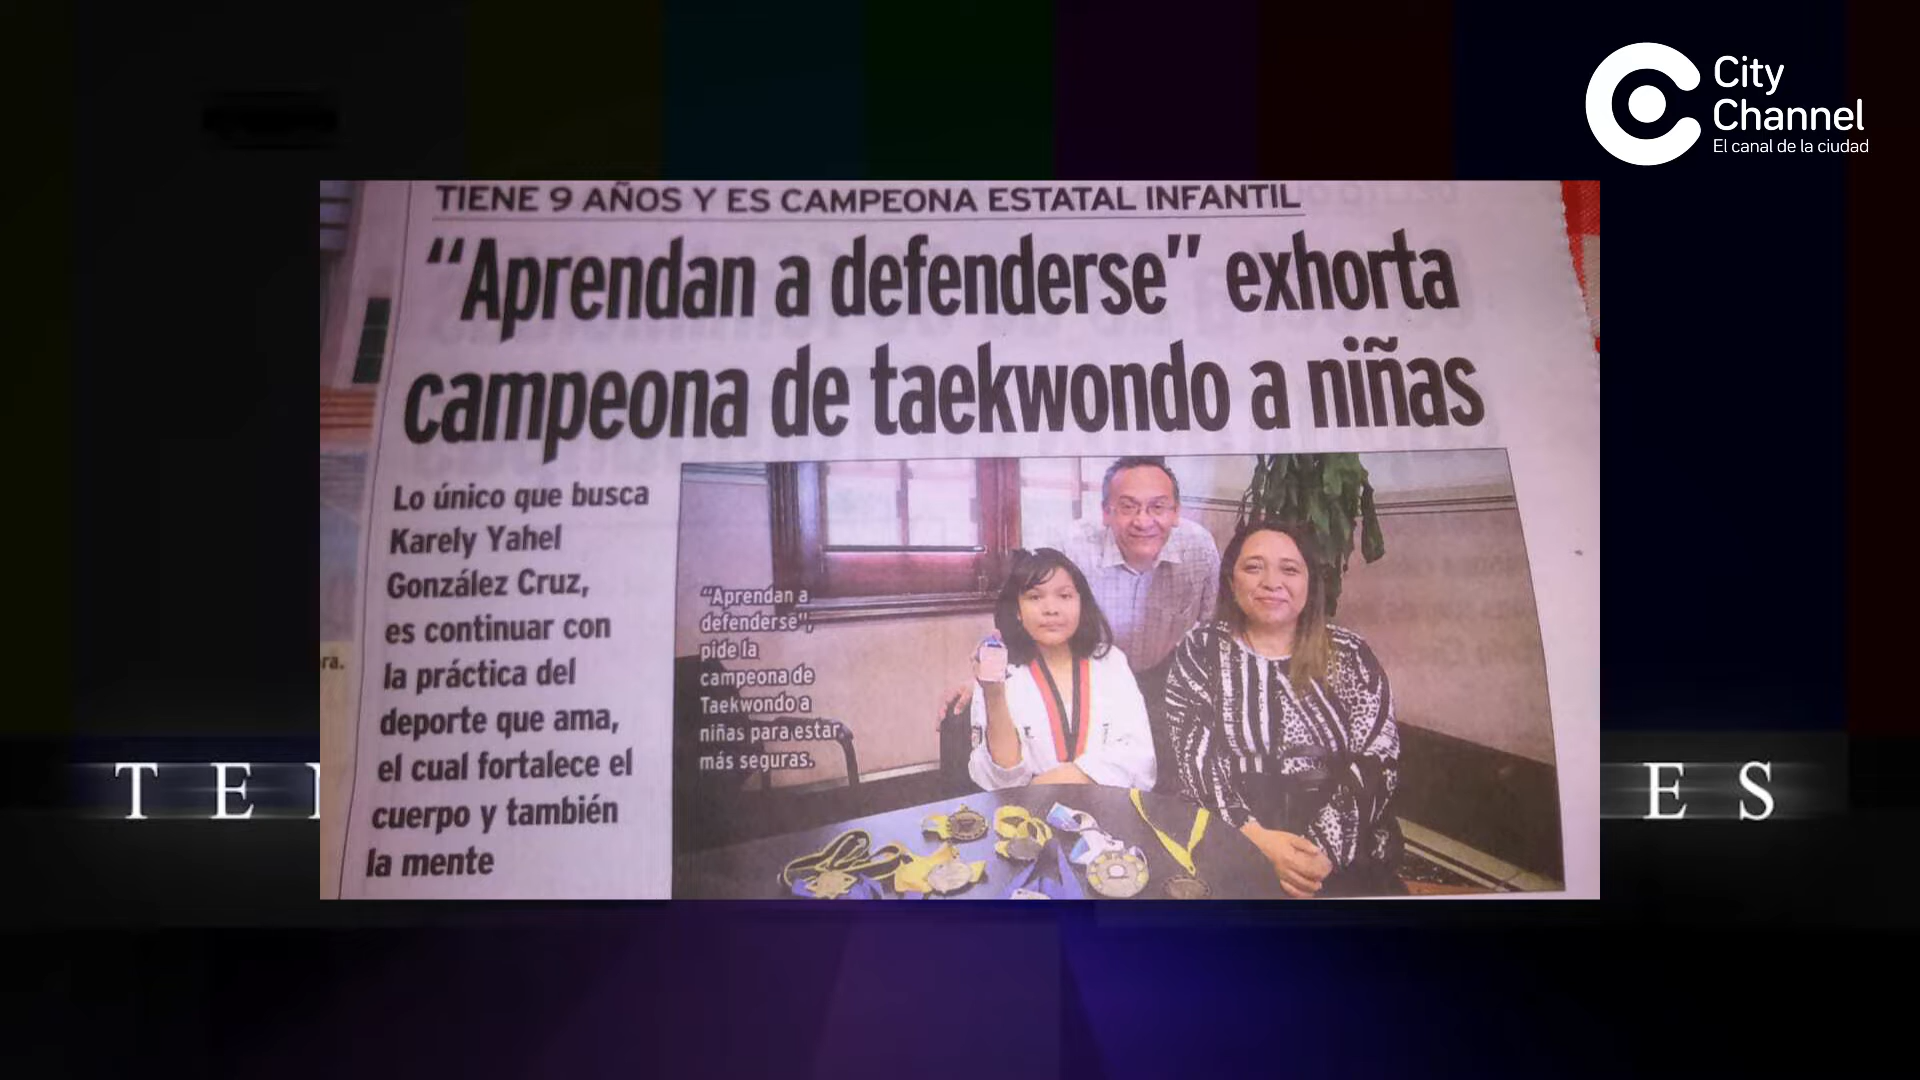 City
Channel
El canal de la ciudad
TIENE 9 AÑOS Y ES CAMPEONA ESTATAL INFANTIL
“Aprendan a defenderse” exhorta
campeona de taekwondo a niñas
Lo único que busca
Karely Yahel
González Cruz,
es continuar con
la práctica del
deporte que ama,
el cual fortalece el
cuerpo y también
la mente
“Aprendan a
defenderse”,
pide la
campeona de
Taekwondo a
niñas para estar
más seguras.
ra.
T E
E S